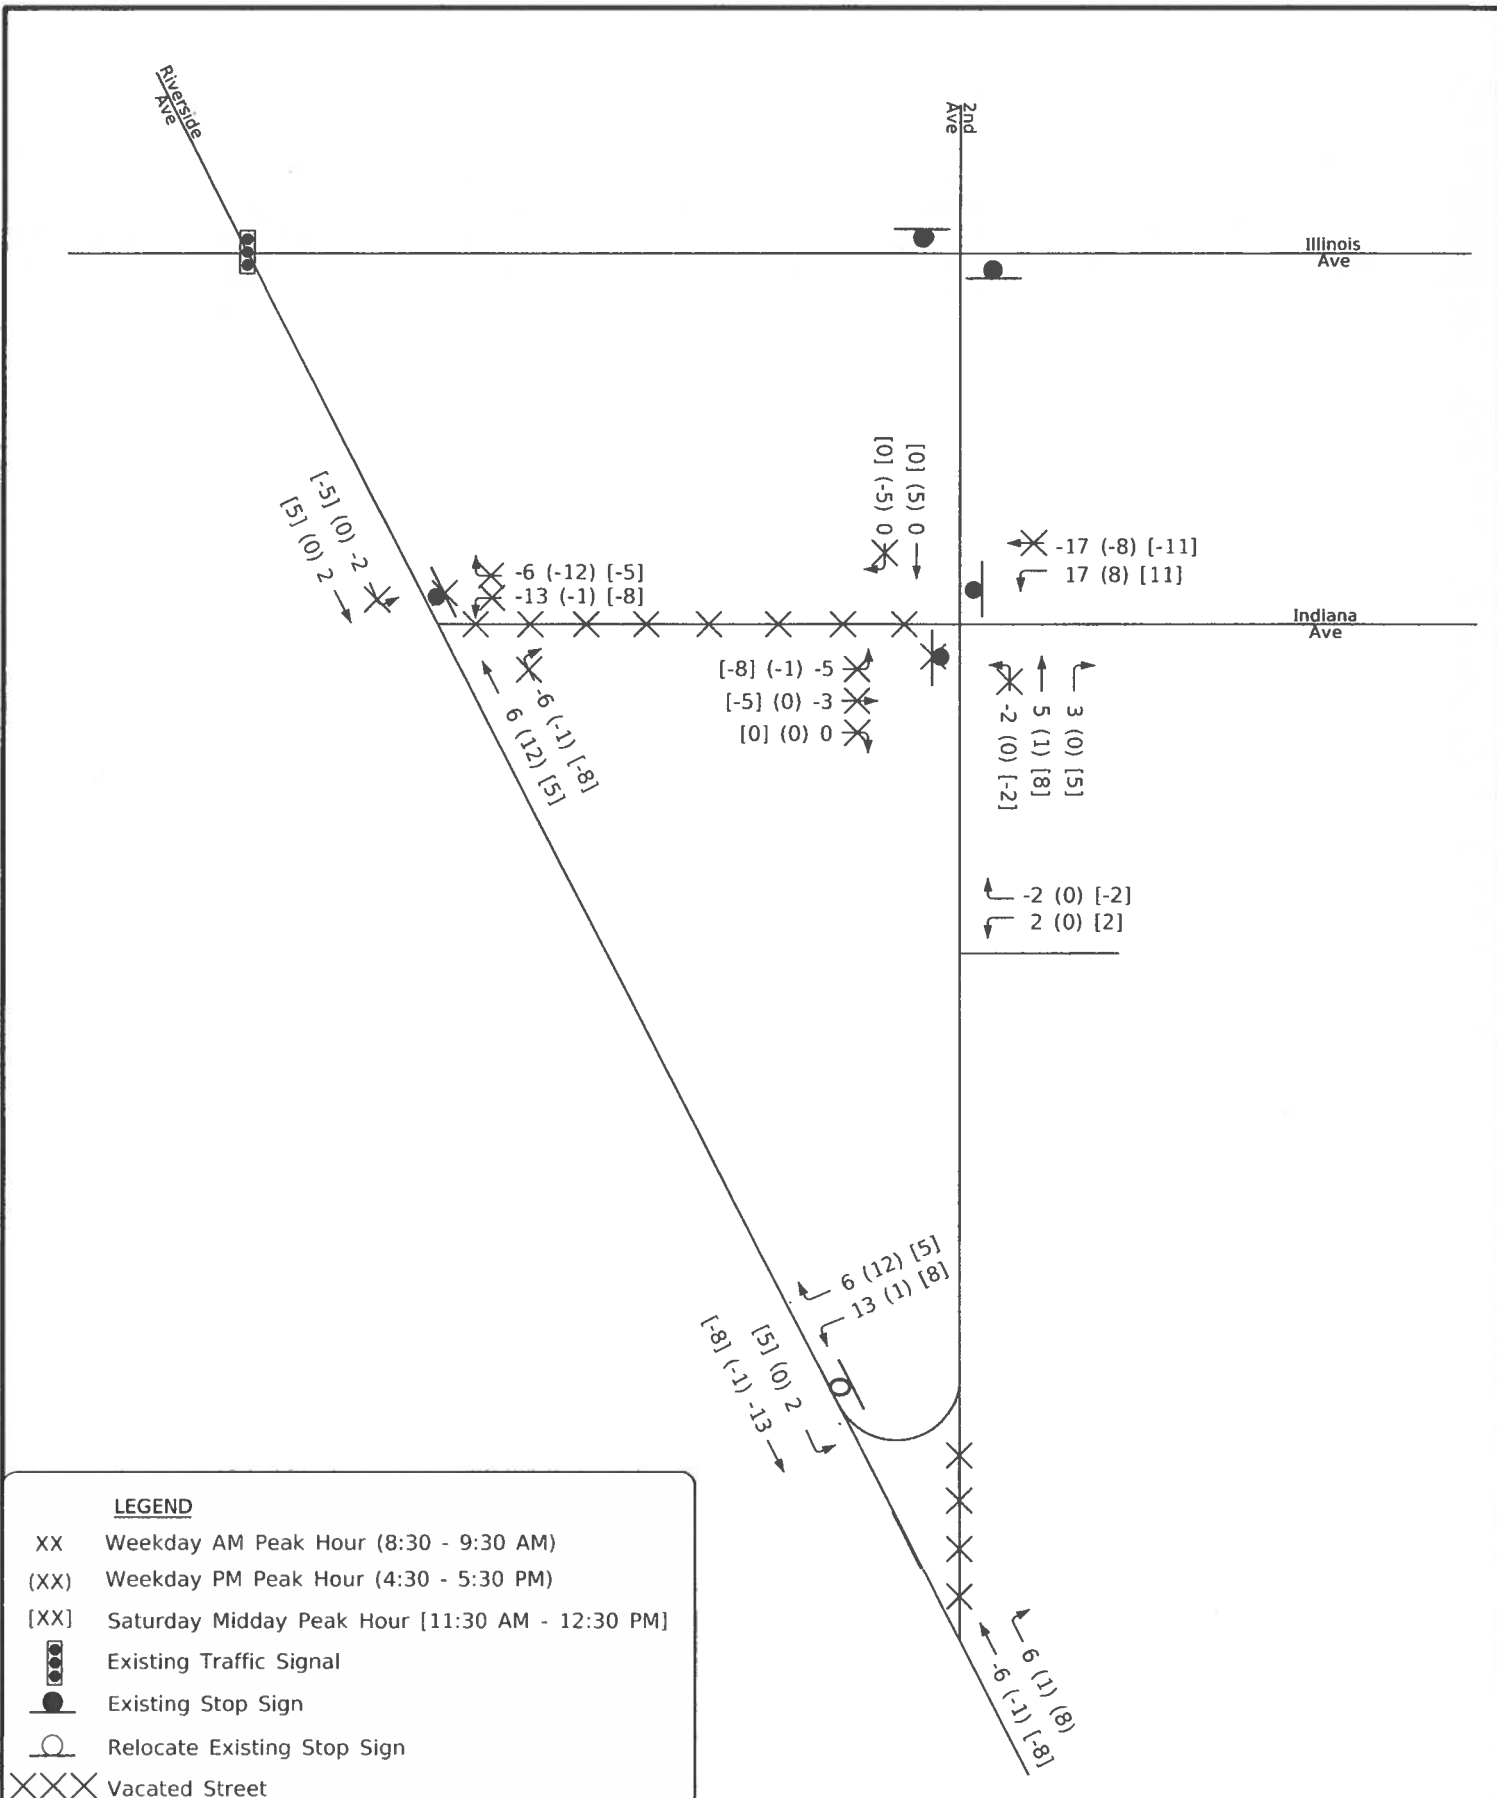 Riverside
Ave
2nd
Ave
Illinois
Ave
[-5] (0) -2
[5] (0) 2
-6 (-12) [-5]
-13 (-1) [-8]
[0] (-5) 0
[0] (5) 0
-17 (-8) [-11]
17 (8) [11]
Indiana
Ave
-6 (-1) [-8]
6 (12) [5]
[-8] (-1) -5
[-5] (0) -3
[0] (0) 0
-2 (0) [-2]
5 (1) [8]
3 (0) [5]
-2 (0) [-2]
2 (0) [2]
6 (12) [5]
13 (1) [8]
[5] (0) 2
[-8] (-1) -13
6 (1) (8)
-6 (-1) [-8]
LEGEND
XX Weekday AM Peak Hour (8:30 - 9:30 AM)
(XX) Weekday PM Peak Hour (4:30 - 5:30 PM)
[XX] Saturday Midday Peak Hour [11:30 AM - 12:30 PM]
Existing Traffic Signal
Existing Stop Sign
Relocate Existing Stop Sign
Vacated Street